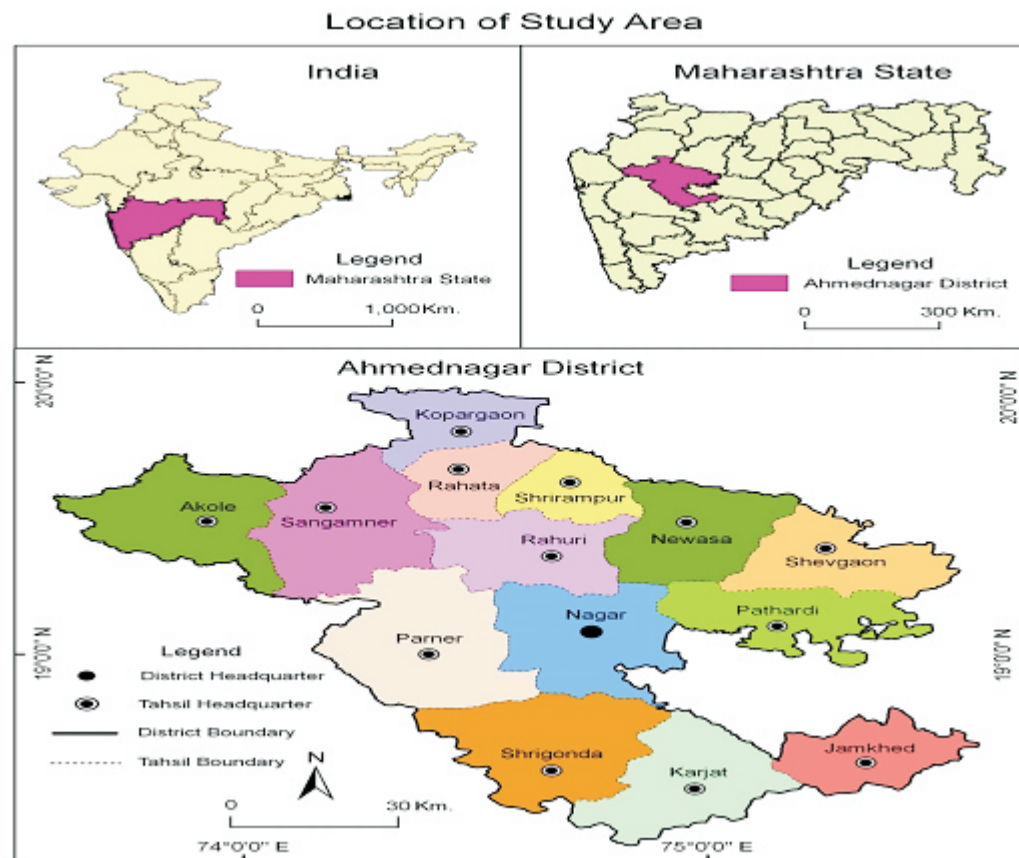 Location of Study Area
India
Legend
Maharashtra State
0 1,000 Km.
Maharashtra State
Legend
Ahmednagar District
0 300 Km.
Ahmednagar District
20°0'0" N
20°0'0" N
Kopargaon
Rahata
Shrirampur
Akole
Sangamner
Rahuri
Newasa
Shevgaon
Nagar
Pathardi
Parner
19°0'0" N
19°0'0" N
Legend
District Headquarter
Tahsil Headquarter
District Boundary
Tahsil Boundary
N
Shrigonda
Karjat
Jamkhed
0 30 Km.
74°0'0" E
75°0'0" E